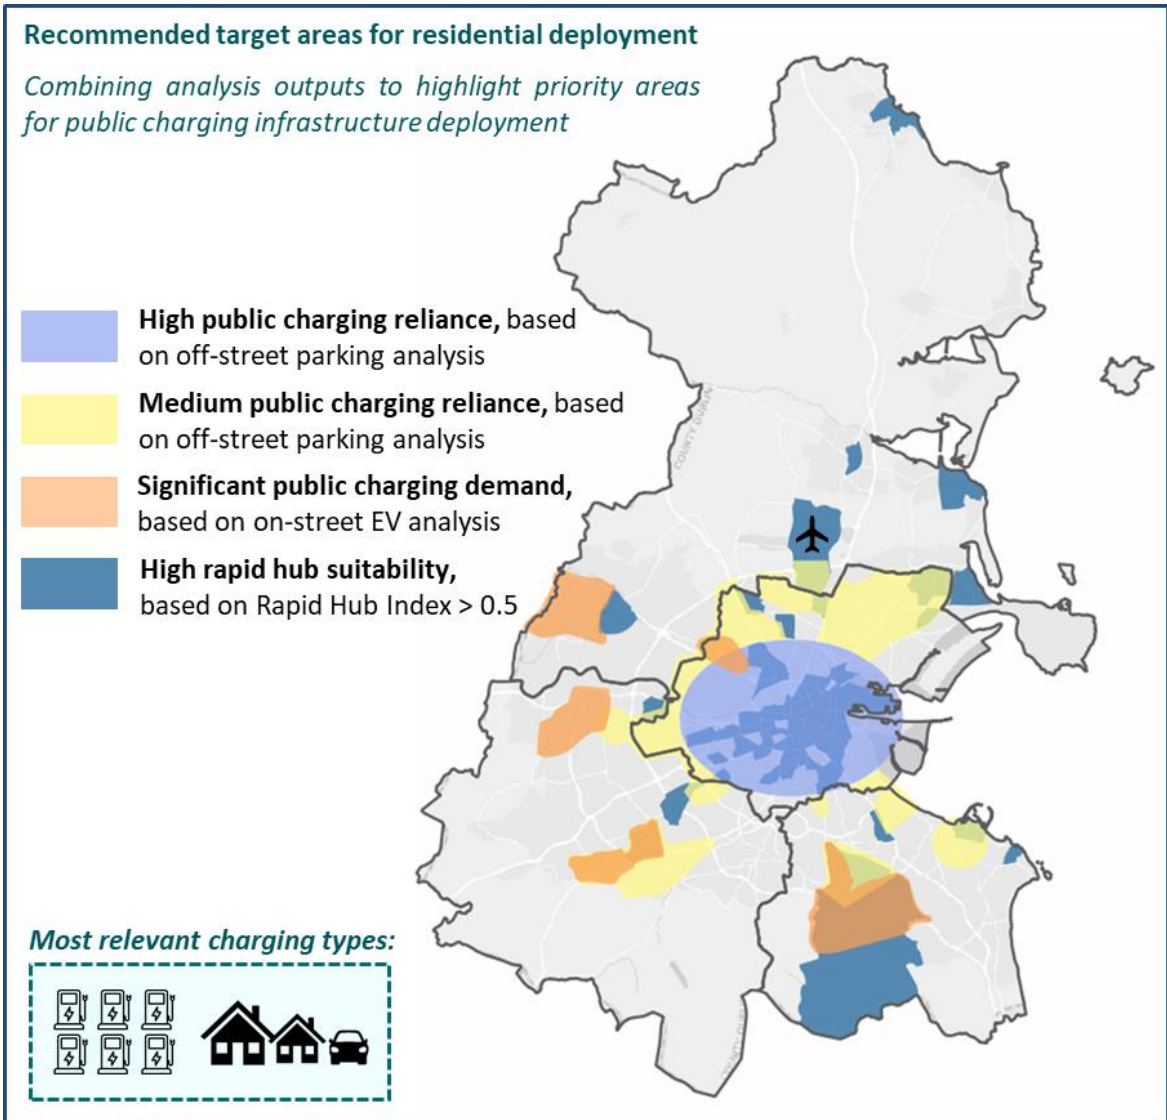 Recommended target areas for residential deployment
Combining analysis outputs to highlight priority areas
for public charging infrastructure deployment
High public charging reliance, based
on off-street parking analysis
Medium public charging reliance, based
on off-street parking analysis
Significant public charging demand,
based on on-street EV analysis
High rapid hub suitability,
based on Rapid Hub Index > 0.5
COUNTY DUBLIN
Most relevant charging types: